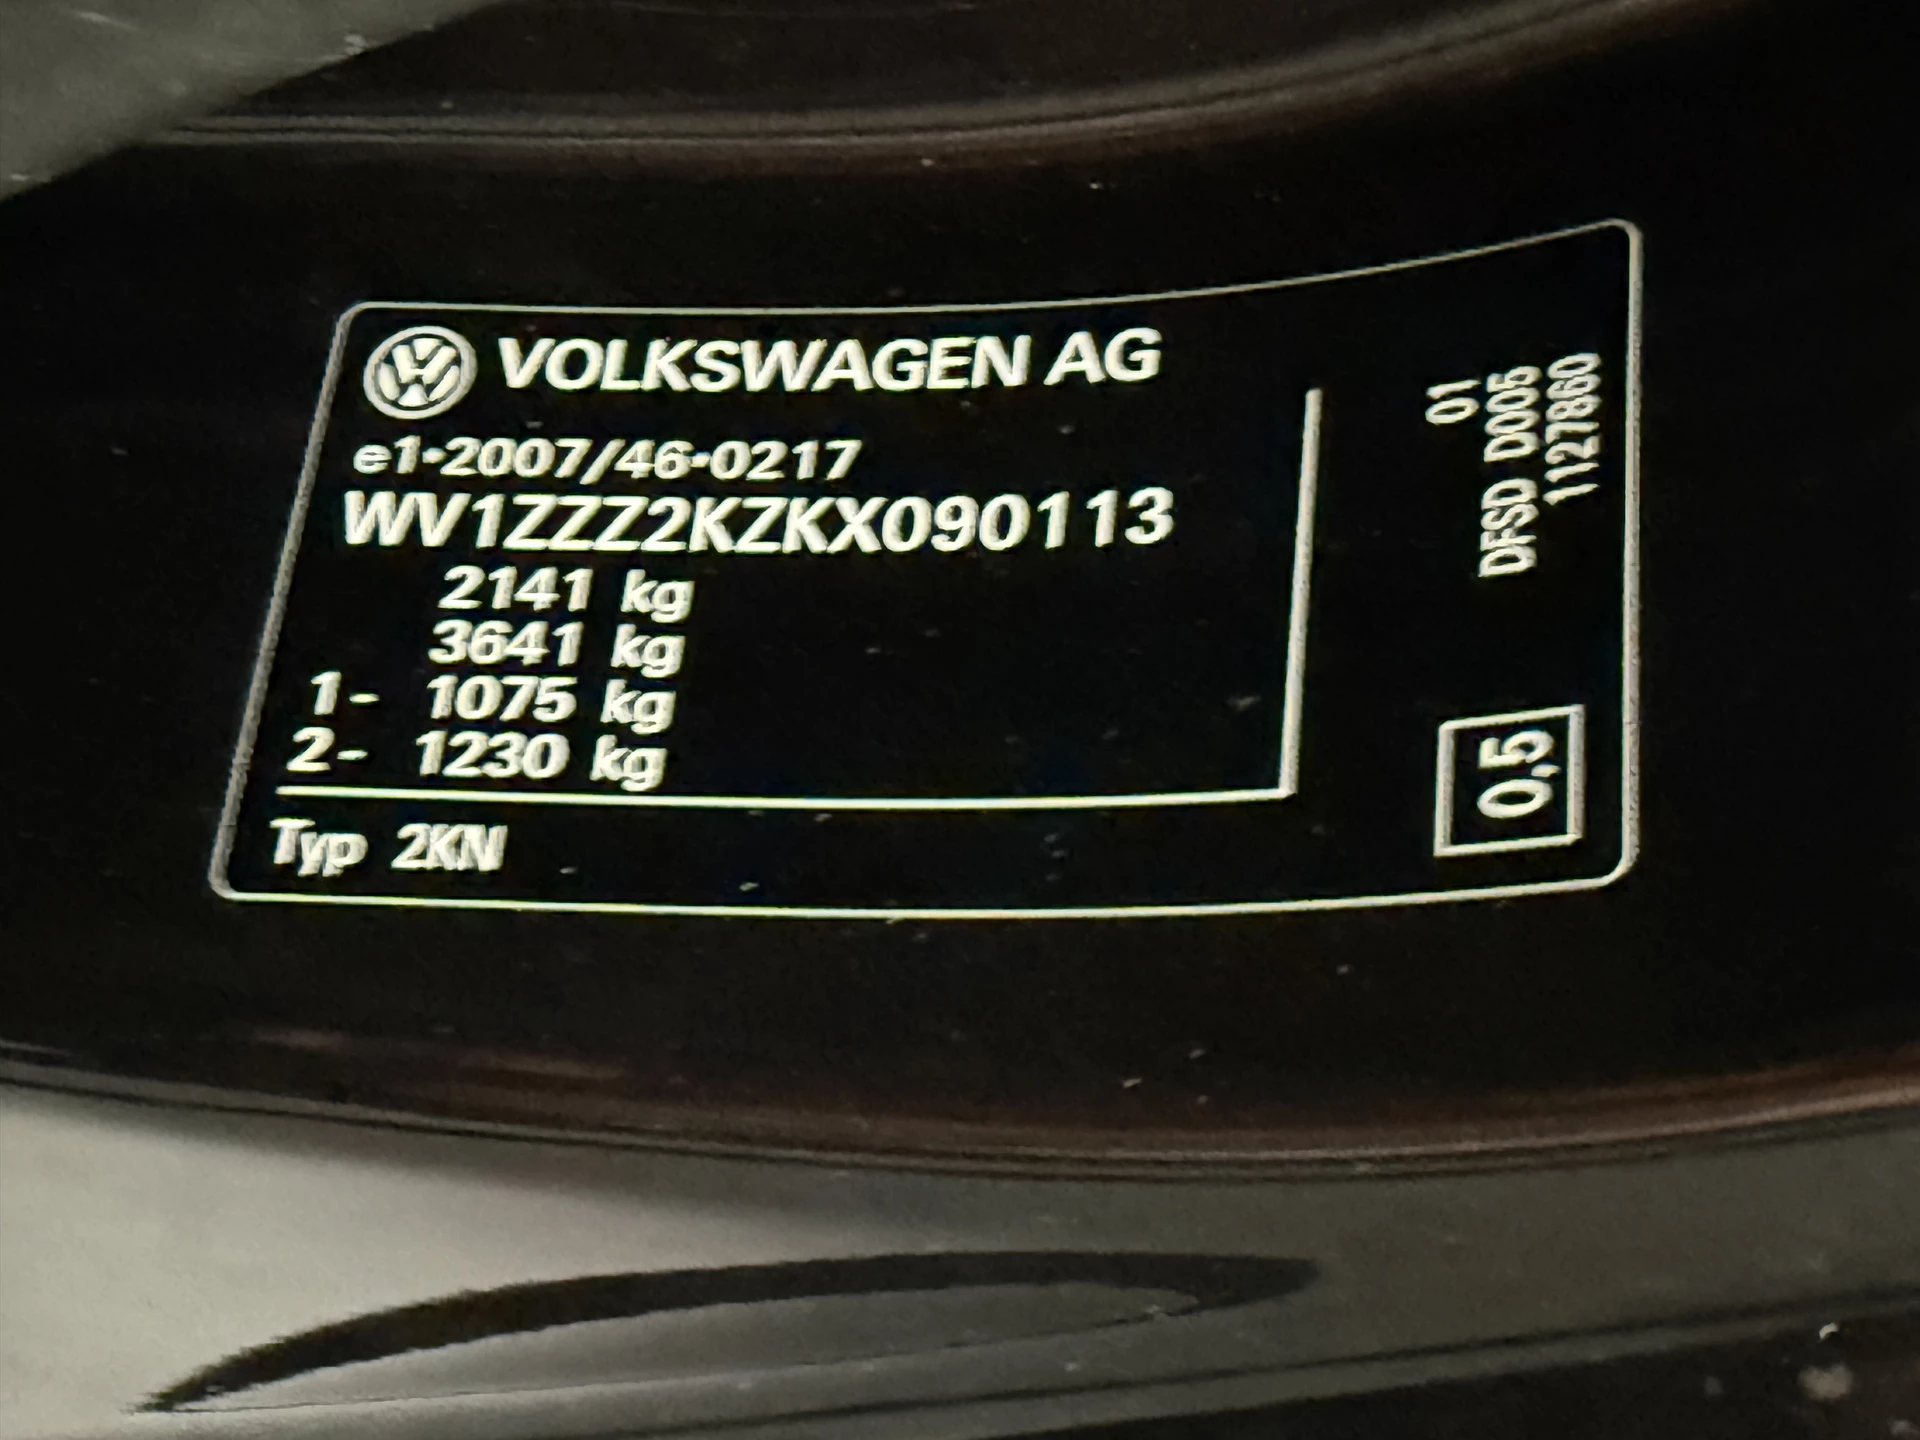 VOLKSWAGEN AG
e1*2007/46*0217
WV1ZZZ2KZKX090113
2141 kg
3641 kg
1- 1075 kg
2- 1230 kg
Typ 2KN
01
DFSD D005
1127860
0,5